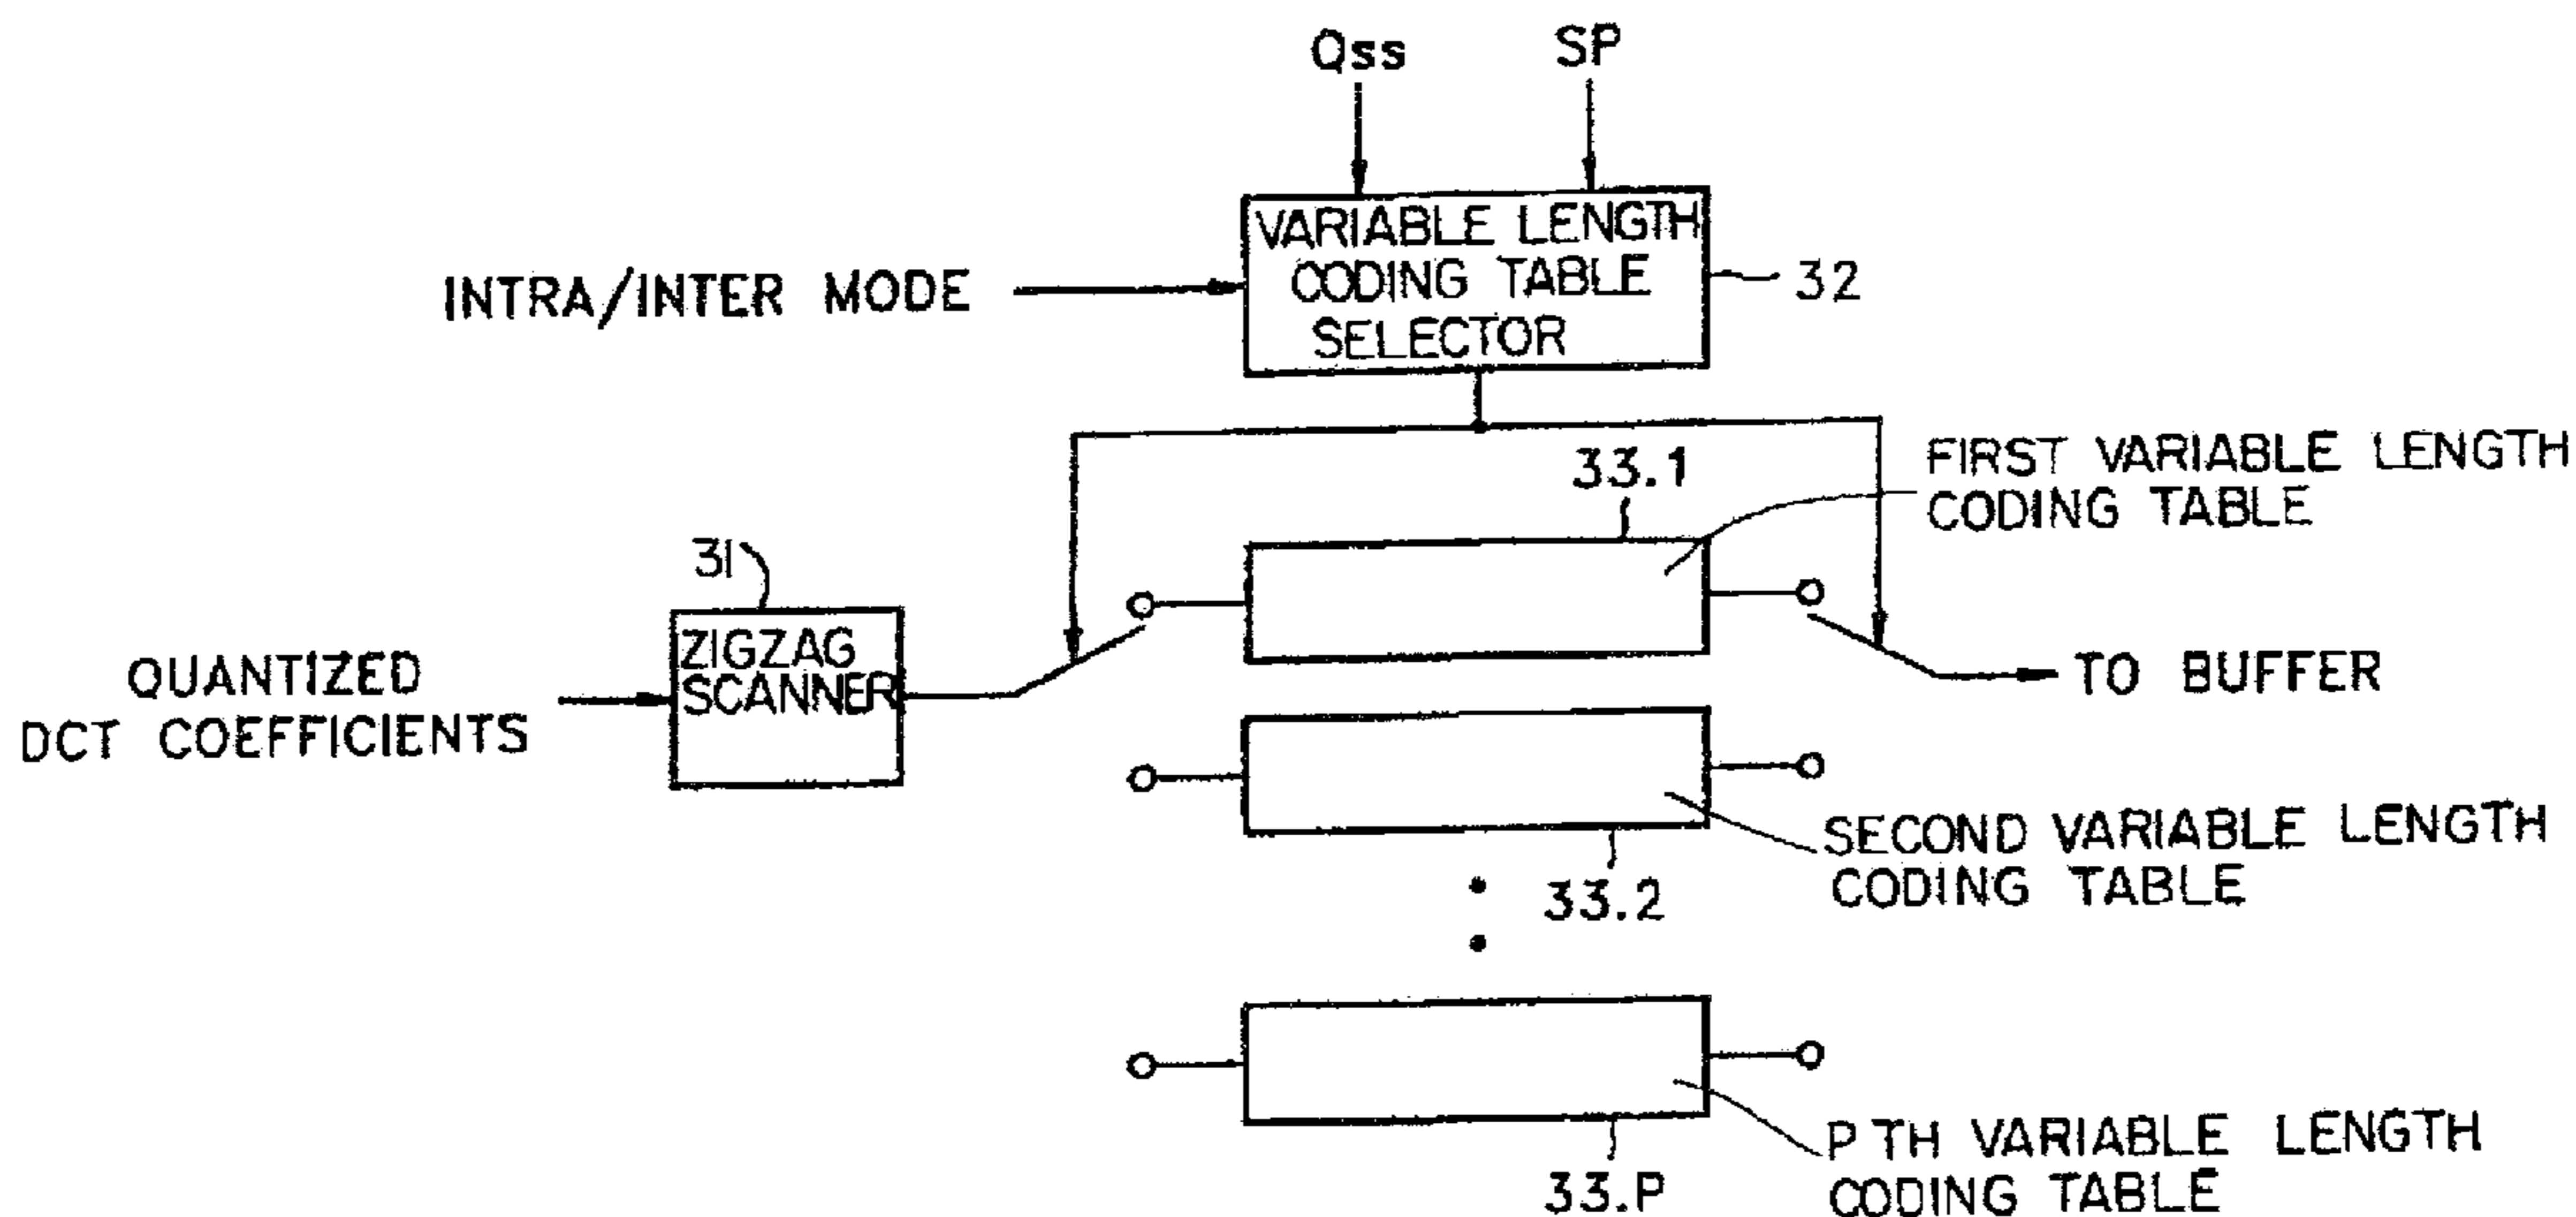 Qss
SP
VARIABLE LENGTH
CODING TABLE
SELECTOR
32
INTRA/INTER MODE
33.1
FIRST VARIABLE LENGTH
CODING TABLE
31
ZIGZAG
SCANNER
QUANTIZED
DCT COEFFICIENTS
TO BUFFER
SECOND VARIABLE LENGTH
CODING TABLE
33.2
P TH VARIABLE LENGTH
CODING TABLE
33.P